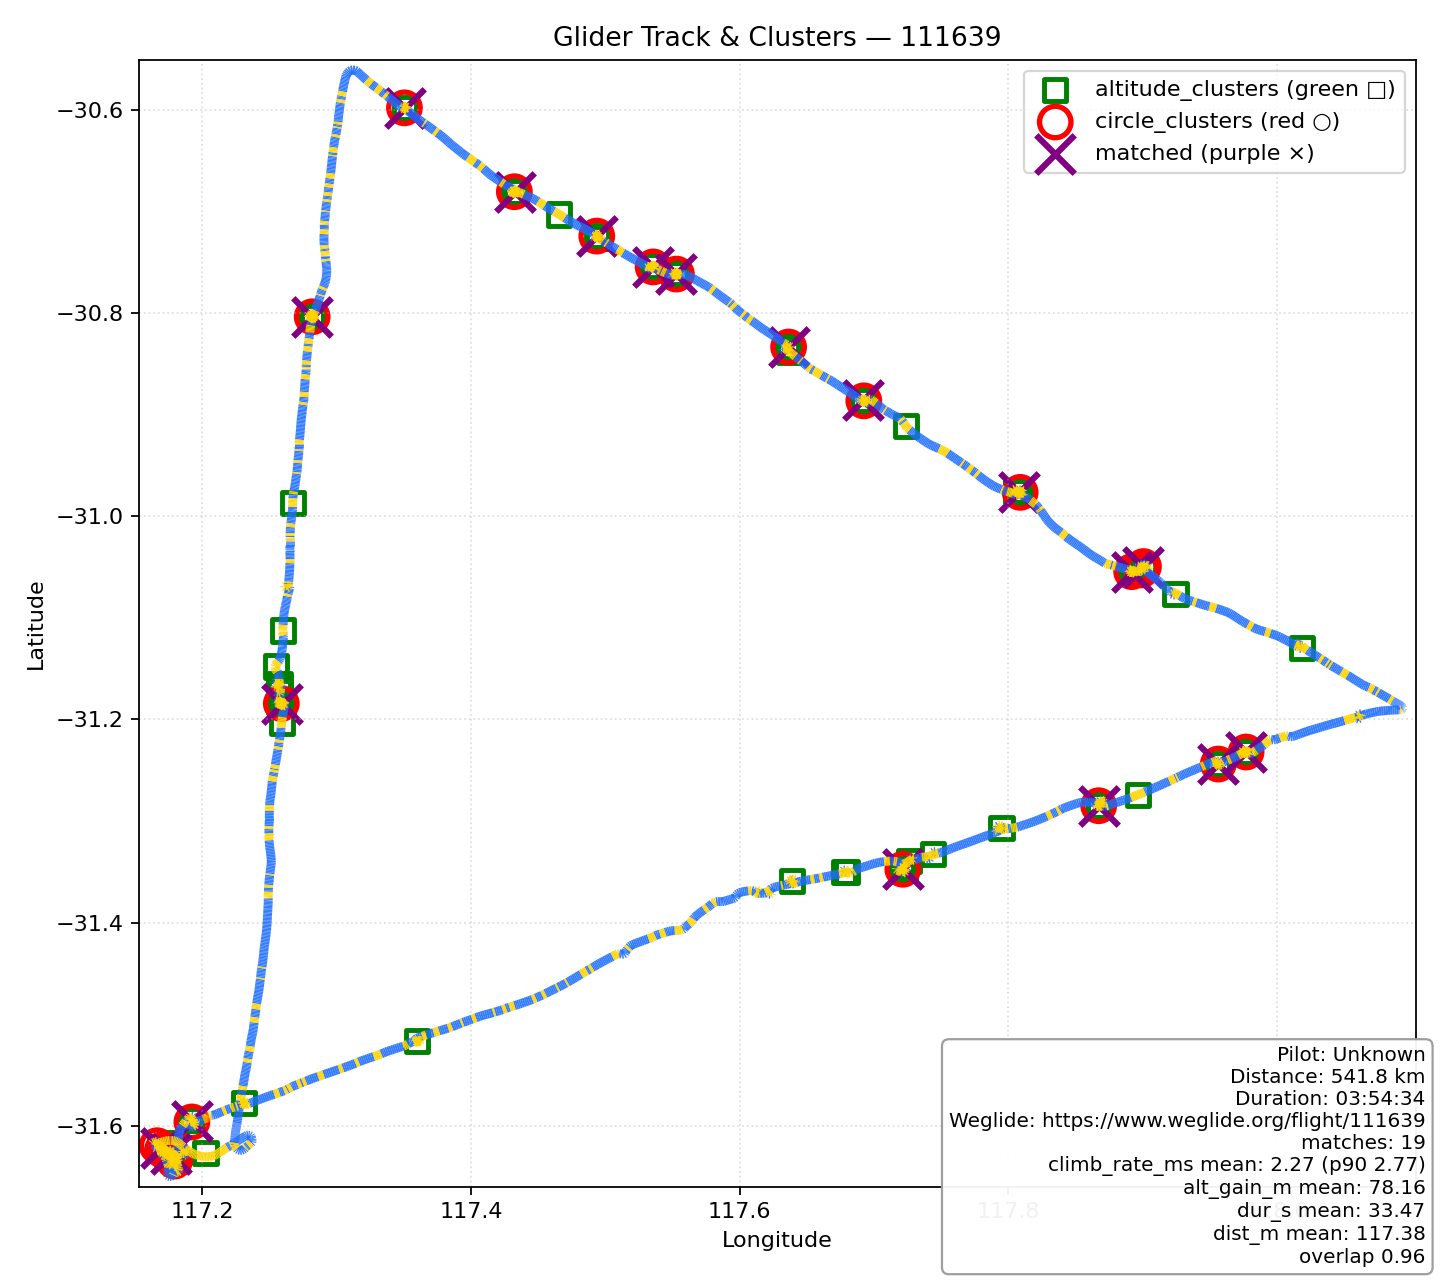 Glider Track & Clusters — 111639
altitude_clusters (green □)
circle_clusters (red ○)
matched (purple ×)
Latitude
−30.6
−30.8
−31.0
−31.2
−31.4
−31.6
117.2
117.4
117.6
117.8
Longitude
Pilot: Unknown
Distance: 541.8 km
Duration: 03:54:34
Weglide: https://www.weglide.org/flight/111639
matches: 19
climb_rate_ms mean: 2.27 (p90 2.77)
alt_gain_m mean: 78.16
dur_s mean: 33.47
dist_m mean: 117.38
overlap 0.96